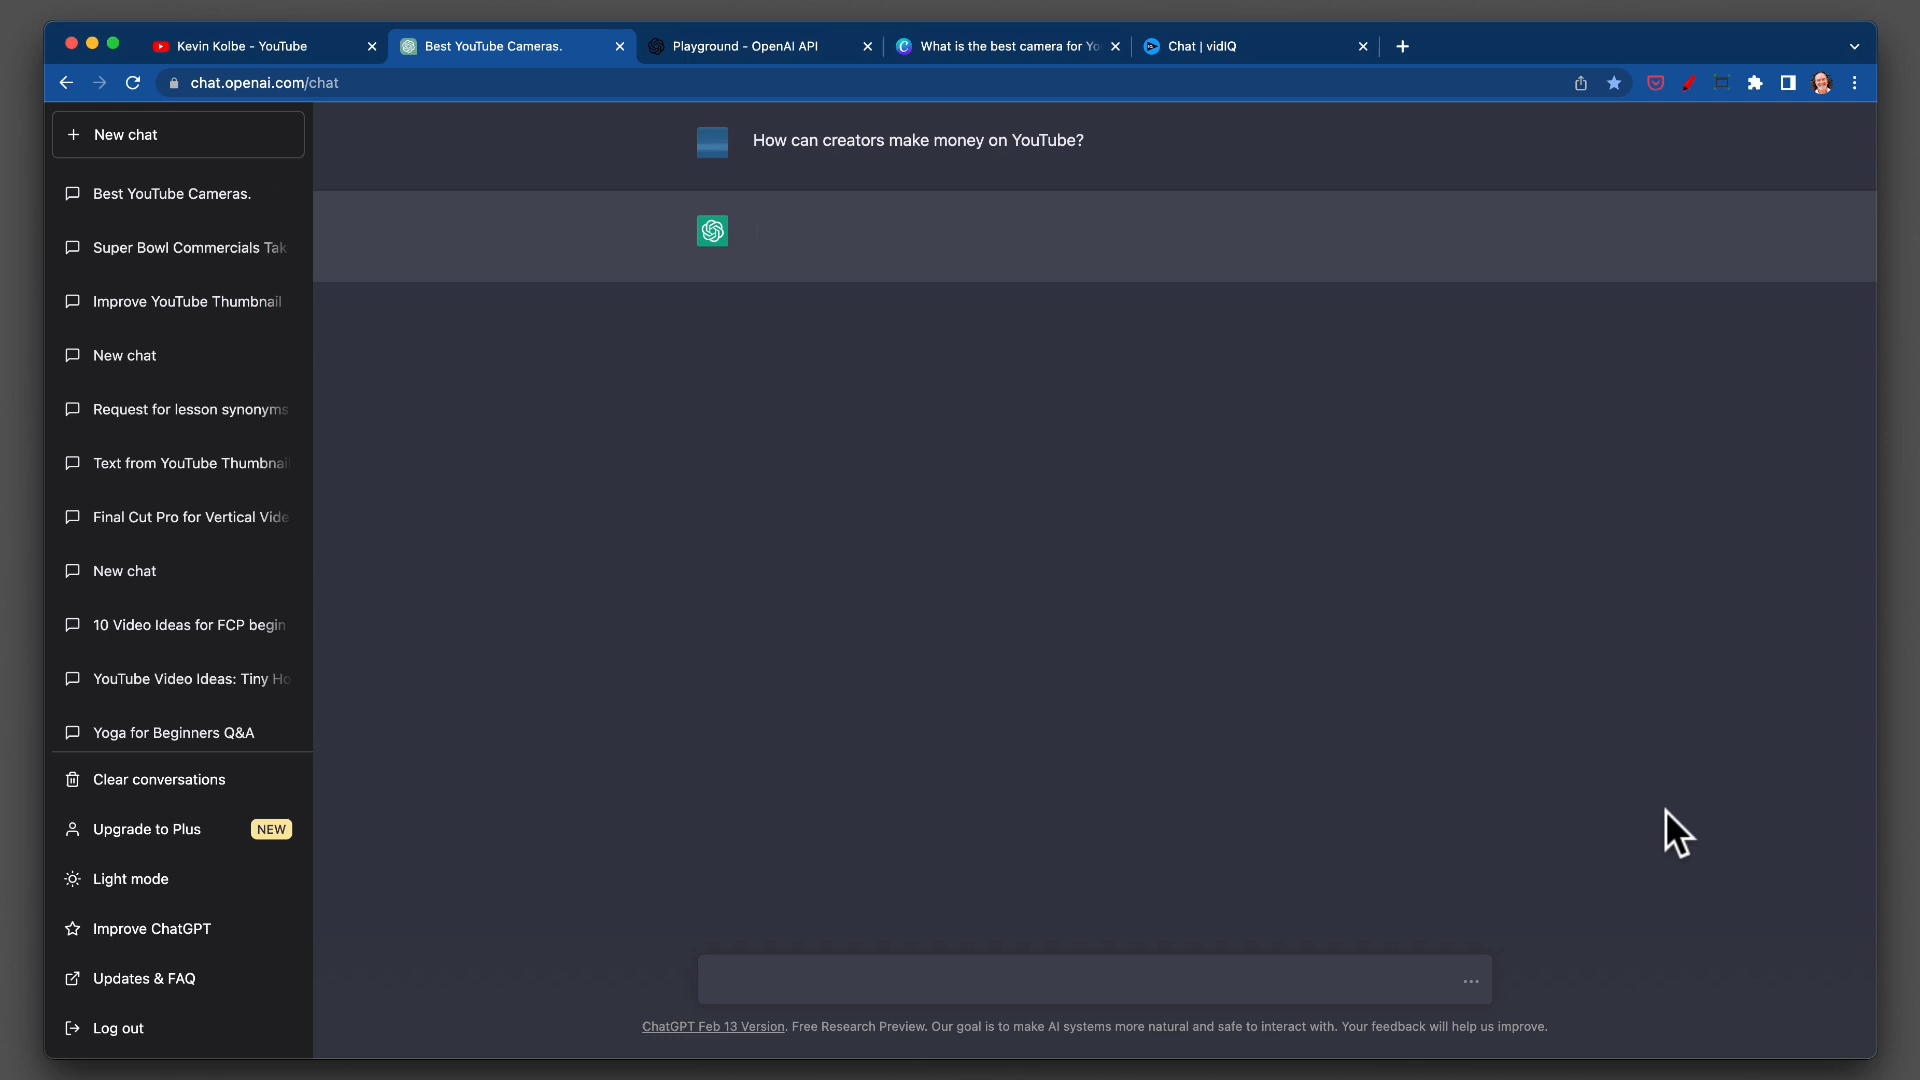 Kevin Kolbe - YouTube
Best YouTube Cameras.
Playground - OpenAI API
What is the best camera for Yo
Chat | vidIQ
chat.openai.com/chat
New chat
Best YouTube Cameras.
Super Bowl Commercials Tak
Improve YouTube Thumbnail
New chat
Request for lesson synonyms
Text from YouTube Thumbnai
Final Cut Pro for Vertical Vide
New chat
10 Video Ideas for FCP begin
YouTube Video Ideas: Tiny Ho
Yoga for Beginners Q&A
Clear conversations
Upgrade to Plus
NEW
Light mode
Improve ChatGPT
Updates & FAQ
Log out
How can creators make money on YouTube?
ChatGPT Feb 13 Version. Free Research Preview. Our goal is to make AI systems more natural and safe to interact with. Your feedback will help us improve.